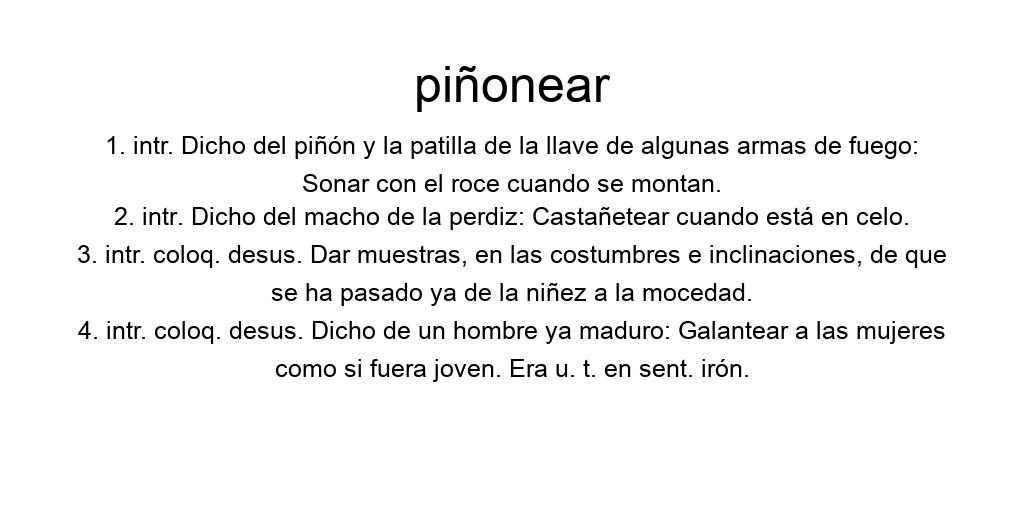 piñonear
1. intr. Dicho del piñón y la patilla de la llave de algunas armas de fuego:
Sonar con el roce cuando se montan.
2. intr. Dicho del macho de la perdiz: Castañetear cuando está en celo.
3. intr. coloq. desus. Dar muestras, en las costumbres e inclinaciones, de que
se ha pasado ya de la niñez a la mocedad.
4. intr. coloq. desus. Dicho de un hombre ya maduro: Galantear a las mujeres
como si fuera joven. Era u. t. en sent. irón.